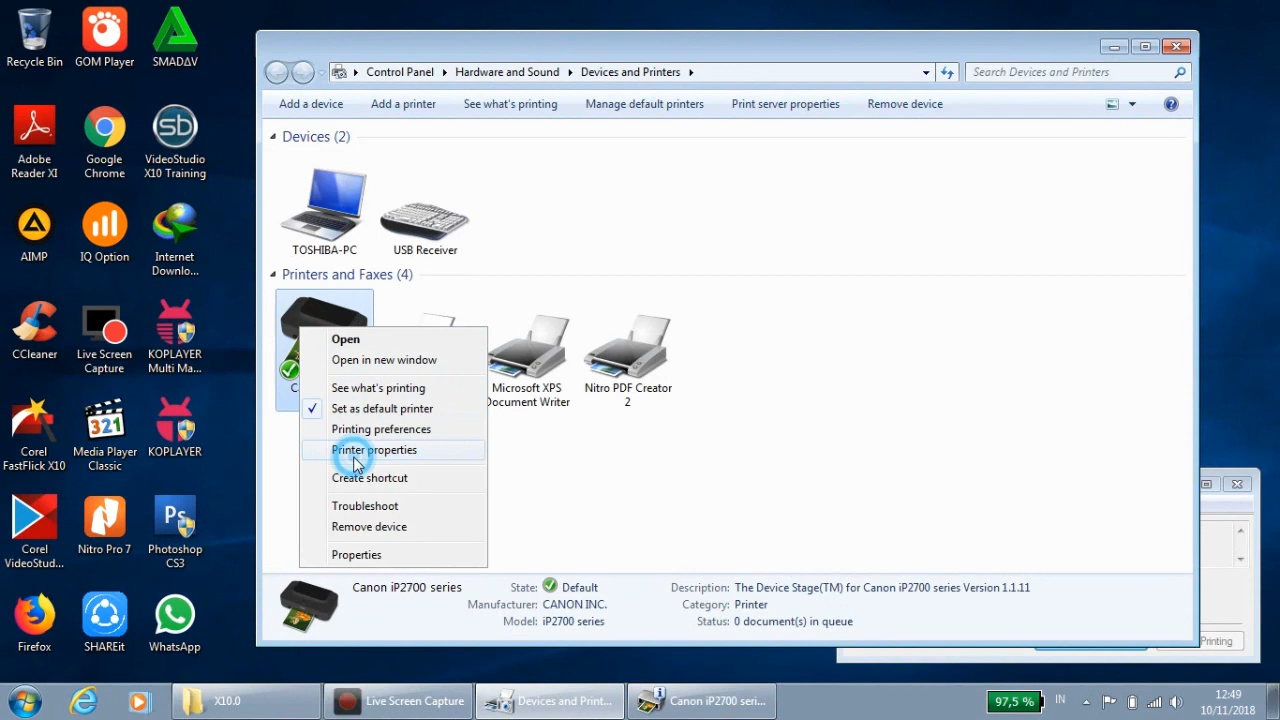 Recycle Bin
GOM Player
SMADΔV
Adobe
Reader XI
Google
Chrome
VideoStudio
X10 Training
AIMP
IQ Option
Internet
Downlo...
CCleaner
Live Screen
Capture
KOPLAYER
Multi Ma...
Corel
FastFlick X10
Media Player
Classic
KOPLAYER
Corel
VideoStud...
Nitro Pro 7
Photoshop
CS3
Firefox
SHAREit
WhatsApp
Control Panel
Hardware and Sound
Devices and Printers
Search Devices and Printers
Add a device
Add a printer
See what's printing
Manage default printers
Print server properties
Remove device
Devices (2)
TOSHIBA-PC
USB Receiver
Printers and Faxes (4)
Microsoft XPS
Document Writer
Nitro PDF Creator
2
Open
Open in new window
See what's printing
Set as default printer
Printing preferences
Printer properties
Create shortcut
Troubleshoot
Remove device
Properties
Canon iP2700 series
State: Default
Manufacturer: CANON INC.
Model: iP2700 series
Description: The Device Stage(TM) for Canon iP2700 series Version 1.1.11
Category: Printer
Status: 0 document(s) in queue
Printing
X10.0
Live Screen Capture
Devices and Print...
Canon iP2700 seri...
97,5 %
IN
12:49
10/11/2018